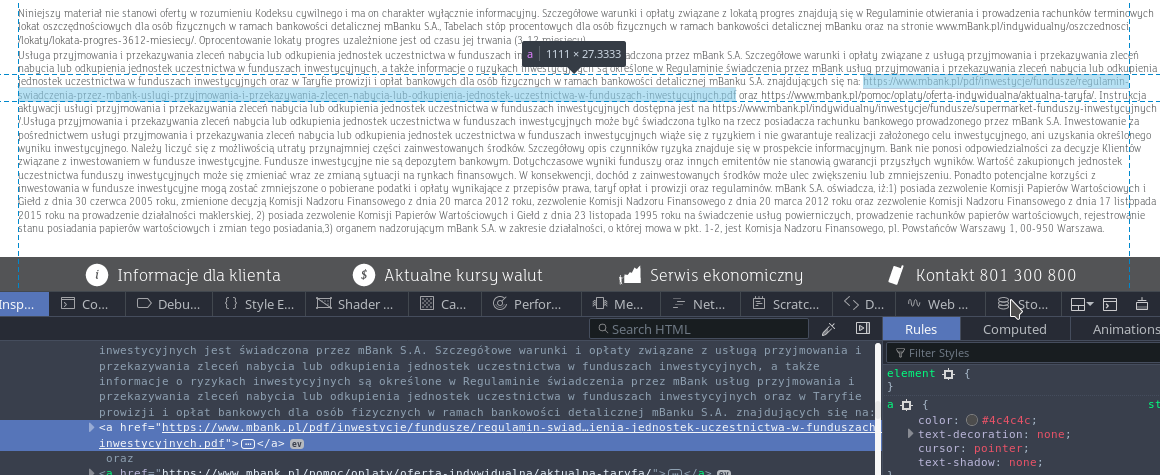 Niniejszy materiał nie stanowi oferty w rozumieniu Kodeksu cywilnego i ma on charakter wyłącznie informacyjny. Szczegółowe warunki i opłaty związane z lokatą progres znajdują się w Regulaminie otwierania i prowadzenia rachunków terminowych
lokat oszczędnościowych dla osób fizycznych w ramach bankowości detalicznej mBanku S.A., Tabelach stóp procentowych dla osób fizycznych w ramach bankowości detalicznej mBanku oraz na stronie www.mBank.pl/indywidualny/oszczednosci
/lokaty/lokata-progres-3612-miesiecy/. Oprocentowanie lokaty progres uzależnione jest od czasu jej trwania (3-12 miesięcy).
Usługa przyjmowania i przekazywania zleceń nabycia lub odkupienia jednostek uczestnictwa w funduszach adczona przez mBank S.A. Szczegółowe warunki i opłaty związane z usługą przyjmowania i przekazywania zleceń
nabycia lub odkupienia jednostek uczestnictwa w funduszach inwestycyjnych, a także informacje o ryzykach inwestycyjnych są określone w Regulaminie świadczenia przez mBank usług przyjmowania i przekazywania zleceń nabycia lub odkupienia
jednostek uczestnictwa w funduszach inwestycyjnych oraz w Taryfie prowizji i opłat bankowych dla osób fizycznych w ramach bankowości detalicznej mBanku S.A. znajdujących się na: https://www.mbank.pl/pdf/inwestycje/fundusze/regulamin-
swiadczenia-przez-mbank-uslugi-przyjmowania-i-przekazywania-zlecen-nabycia-lub-odkupienia-jednostek-uczestnictwa-w-funduszach-inwestycyjnych.pdf oraz https://www.mbank.pl/pomoc/oplaty/oferta-indywidualna/aktualna-taryfa/. Instrukcja
aktywacji usługi przyjmowania i przekazywania zleceń nabycia lub odkupienia jednostek uczestnictwa w funduszach inwestycyjnych dostępna jest na https://www.mbank.pl/indywidualny/inwestycje/fundusze/supermarket-funduszy-inwestycyjnych
/.Usługa przyjmowania i przekazywania zleceń nabycia lub odkupienia jednostek uczestnictwa w funduszach inwestycyjnych może być świadczona tylko na rzecz posiadacza rachunku bankowego prowadzonego przez mBank S.A. Inwestowanie za
pośrednictwem usługi przyjmowania i przekazywania zleceń nabycia lub odkupienia jednostek uczestnictwa w funduszach inwestycyjnych wiąże się z ryzykiem i nie gwarantuje realizacji założonego celu inwestycyjnego, ani uzyskania określonego
wyniku inwestycyjnego. Należy liczyć się z możliwością utraty przynajmniej części zainwestowanych środków. Szczegółowy opis czynników ryzyka znajduje się w prospekcie informacyjnym. Bank nie ponosi odpowiedzialności za decyzje Klientów
związane z inwestowaniem w fundusze inwestycyjne. Fundusze inwestycyjne nie są depozytem bankowym. Dotychczasowe wyniki funduszy oraz innych emitentów nie stanowią gwarancji przyszłych wyników. Wartość zakupionych jednostek
uczestnictwa może się zmieniać wraz ze zmianą sytuacji na rynkach finansowych. W konsekwencji, dochód z zainwestowanych środków może ulec zwiększeniu lub zmniejszeniu. Ponadto potencjalne korzyści z
inwestowania w fundusze inwestycyjne mogą zostać zmniejszone o pobierane podatki i opłaty wynikające z przepisów prawa, taryf opłat i prowizji oraz regulaminów. mBank S.A. oświadcza, iż:1) posiada zezwolenie Komisji Papierów Wartościowych i
Giełd z dnia 30 czerwca 2005 roku, zmienione decyzją Komisji Nadzoru Finansowego z dnia 20 marca 2012 roku, zezwolenie Komisji Nadzoru Finansowego z dnia 20 marca 2012 roku oraz zezwolenie Komisji Nadzoru Finansowego z dnia 17 listopada
2015 roku na prowadzenie działalności maklerskiej, 2) posiada zezwolenie Komisji Papierów Wartościowych i Giełd z dnia 23 listopada 1995 roku na świadczenie usług powierniczych, prowadzenie rachunków papierów wartościowych, rejestrowanie
stanu posiadania papierów wartościowych i zmian tego posiadania,3) organem nadzorującym mBank S.A. w zakresie działalności, o której mowa w pkt. 1-2, jest Komisja Nadzoru Finansowego, pl. Powstańców Warszawy 1, 00-950 Warszawa.
a 1111 × 27.3333
Informacje dla klienta Aktualne kursy walut Serwis ekonomiczny Kontakt 801 300 800
Insp... Co... Debu... Style E... Shader ... Ca... Perfor... Me... Net... Scratc... D... Web ... Sto...
Search HTML Rules Computed Animations
Filter Styles
inwestycyjnych jest świadczona przez mBank S.A. Szczegółowe warunki i opłaty związane z usługą przyjmowania i
przekazywania zleceń nabycia lub odkupienia jednostek uczestnictwa w funduszach inwestycyjnych, a także
informacje o ryzykach inwestycyjnych są określone w Regulaminie świadczenia przez mBank usług przyjmowania i
przekazywania zleceń nabycia lub odkupienia jednostek uczestnictwa w funduszach inwestycyjnych oraz w Taryfie
prowizji i opłat bankowych dla osób fizycznych w ramach bankowości detalicznej mBanku S.A. znajdujących się na:
<a href="https://www.mbank.pl/pdf/inwestycje/fundusze/regulamin-swiad…ienia-jednostek-uczestnictwa-w-funduszach-
inwestycyjnych.pdf"></a> ev
oraz
<a href="https://www.mbank.pl/pomoc/oplaty/oferta-indywidualna/aktualna-taryfa/"></a> ev
element {
}
a { st
color: #4c4c4c;
text-decoration: none;
cursor: pointer;
text-shadow: none;
}